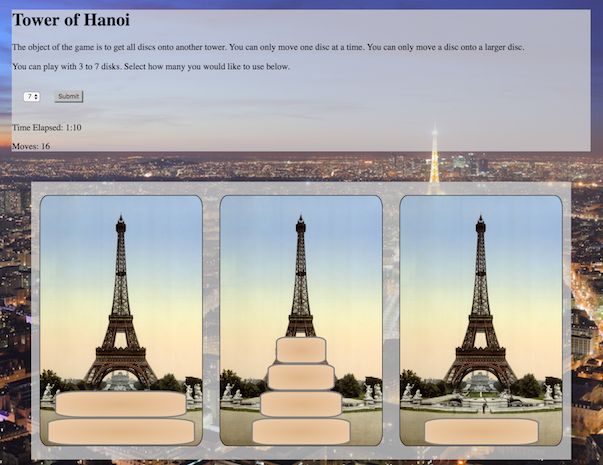 Tower of Hanoi
The object of the game is to get all discs onto another tower. You can only move one disc at a time. You can only move a disc onto a larger disc.
You can play with 3 to 7 disks. Select how many you would like to use below.
7 Submit
Time Elapsed: 1:10
Moves: 16